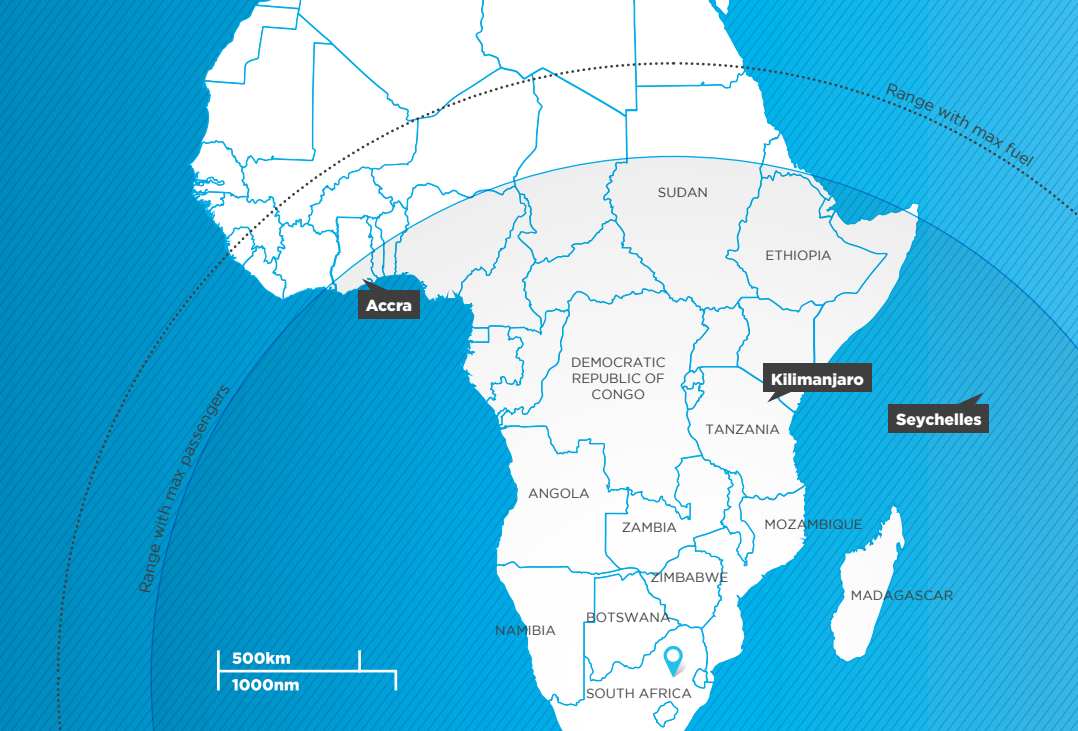 Range with max fuel
SUDAN
ETHIOPIA
Accra
DEMOCRATIC
REPUBLIC OF
CONGO
Kilimanjaro
Seychelles
TANZANIA
Range with max passengers
ANGOLA
ZAMBIA
MOZAMBIQUE
ZIMBABWE
MADAGASCAR
BOTSWANA
NAMIBIA
500km
1000nm
SOUTH AFRICA